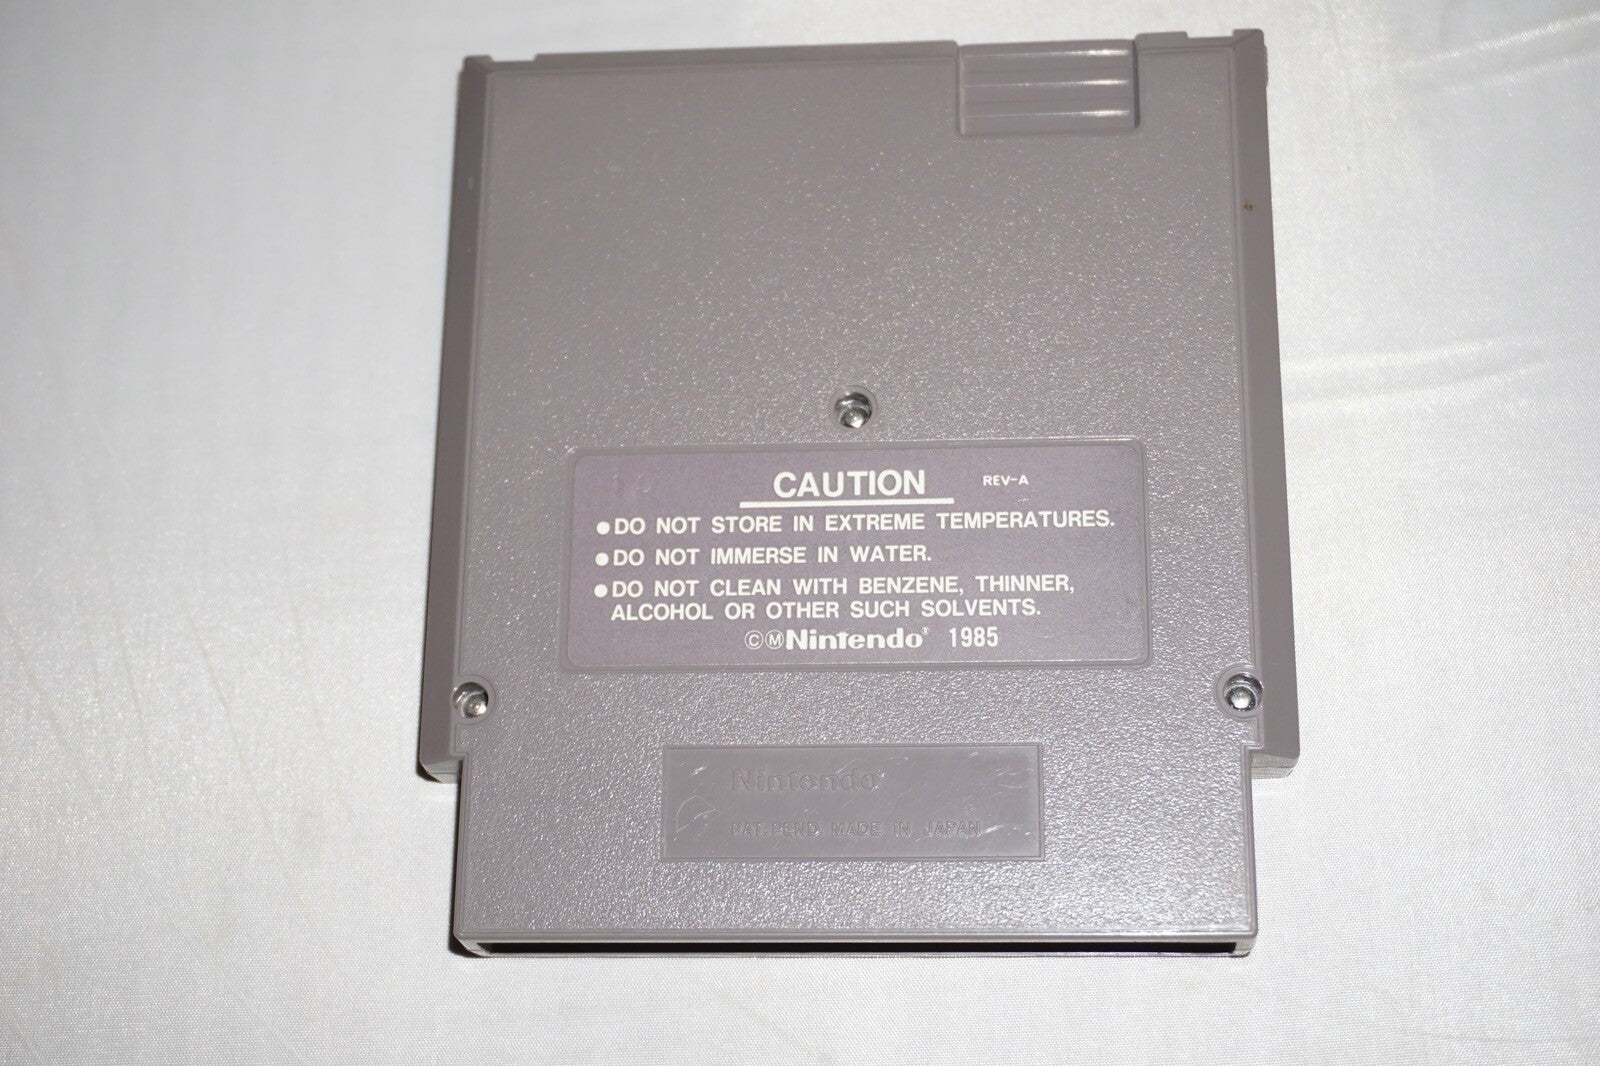 CAUTION REV-A
●DO NOT STORE IN EXTREME TEMPERATURES.
●DO NOT IMMERSE IN WATER.
●DO NOT CLEAN WITH BENZENE, THINNER,
ALCOHOL OR OTHER SUCH SOLVENTS.
©ⓂNintendo® 1985
Nintendo®
PAT. PEND. MADE IN JAPAN